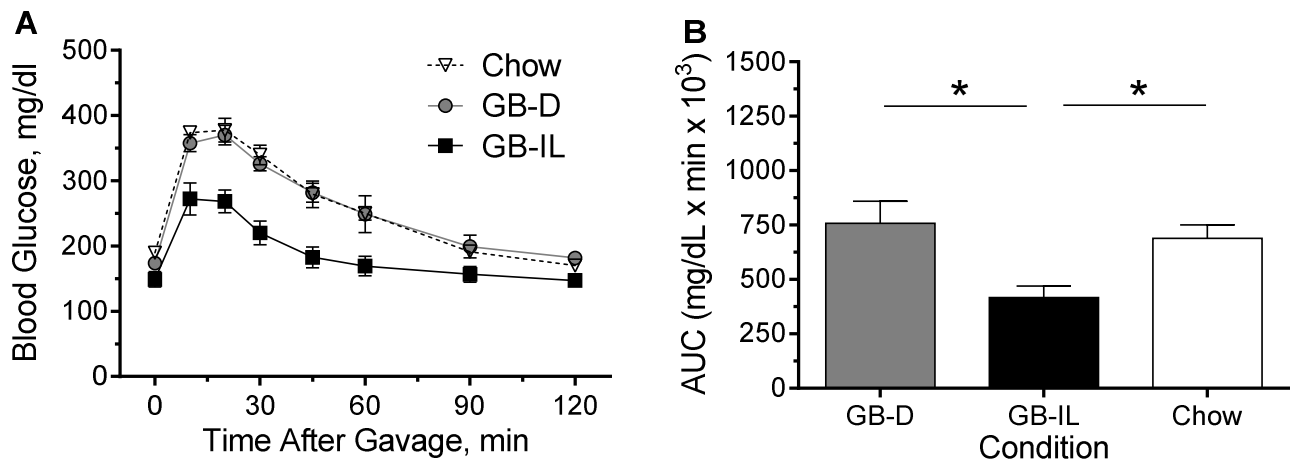 A
500
400
300
200
100
0
Blood Glucose, mg/dl
Chow
GB-D
GB-IL
0 30 60 90 120
Time After Gavage, min
B
1500
1250
1000
750
500
250
0
AUC (mg/dL x min x 10³)
* *
GB-D GB-IL Chow
Condition